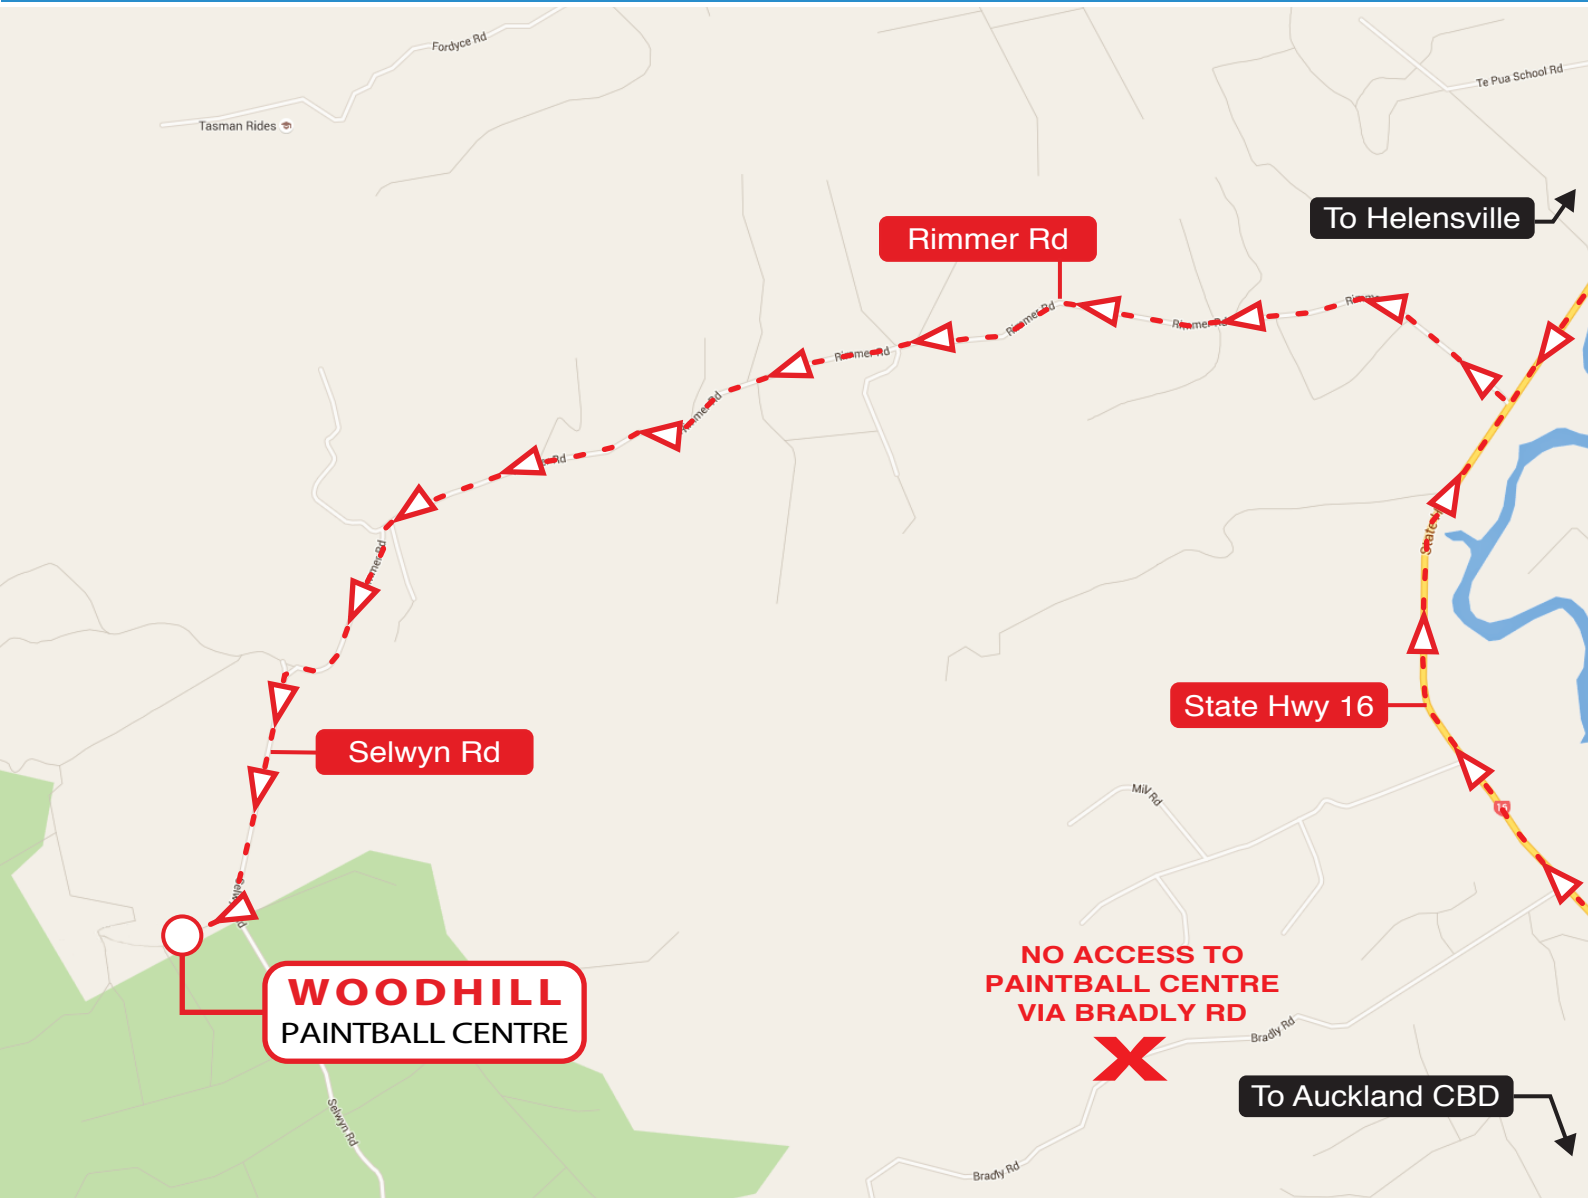 Fordyce Rd
Te Pua School Rd
Tasman Rides
To Helensville
Rimmer Rd
Rimmer Rd
Rimmer Rd
Rimmer Rd
Rd
State Hwy 16
16
Selwyn Rd
Mill Rd
WOODHILL
PAINTBALL CENTRE
NO ACCESS TO
PAINTBALL CENTRE
VIA BRADLY RD
Bradly Rd
To Auckland CBD
Selwyn Rd
Bradly Rd